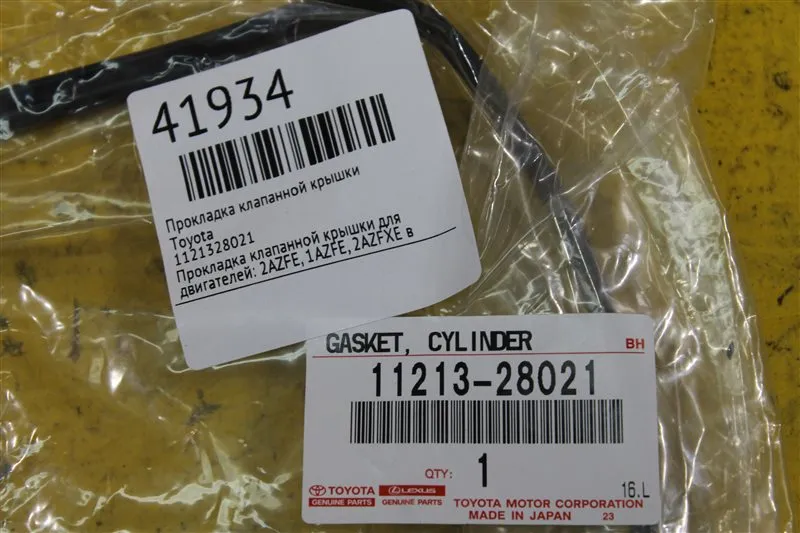 41934
Прокладка клапанной крышки
Toyota
1121328021
Прокладка клапанной крышки для
двигателей: 2AZFE, 1AZFE, 2AZFXE в
GASKET, CYLINDER BH
11213-28021
QTY: 1
16.L
TOYOTA LEXUS
GENUINE PARTS GENUINE PARTS
TOYOTA MOTOR CORPORATION
MADE IN JAPAN 23